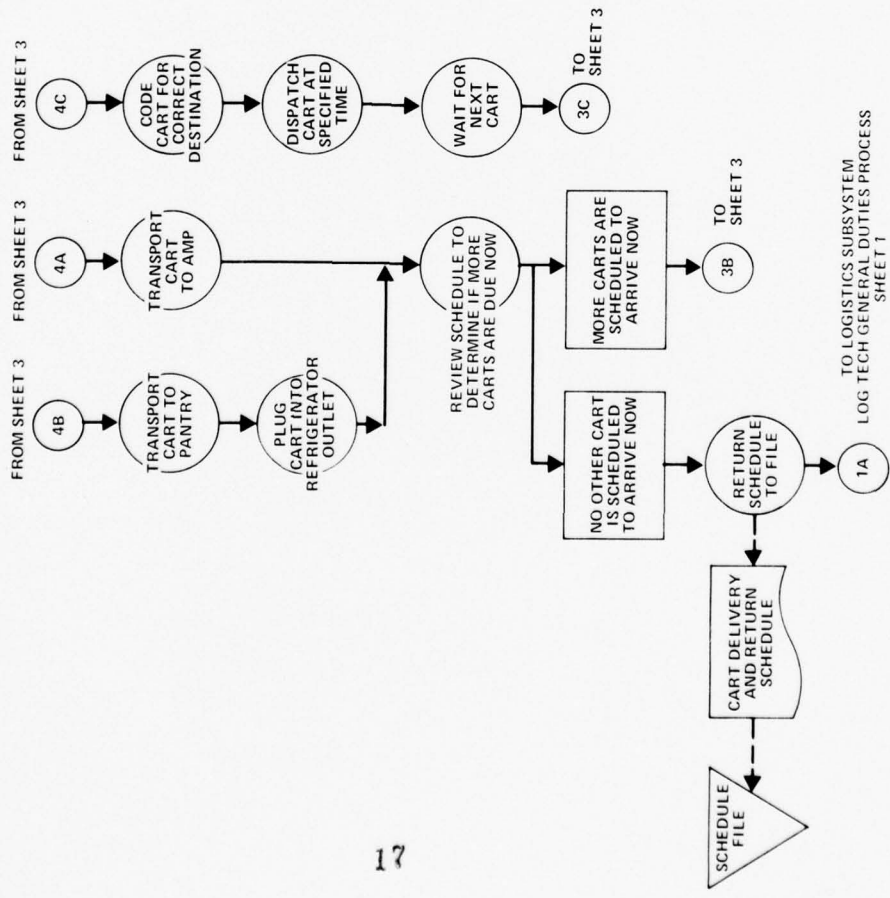 FROM SHEET 3
4B
TRANSPORT
CART TO
PANTRY
PLUG
CART INTO
REFRIGERATOR
OUTLET
FROM SHEET 3
4A
TRANSPORT
CART
TO AMP
REVIEW SCHEDULE TO
DETERMINE IF MORE
CARTS ARE DUE NOW
NO OTHER CART
IS SCHEDULED
TO ARRIVE NOW
MORE CARTS ARE
SCHEDULED TO
ARRIVE NOW
3B
TO
SHEET 3
RETURN
SCHEDULE
TO FILE
CART DELIVERY
AND RETURN
SCHEDULE
SCHEDULE
FILE
1A
TO LOGISTICS SUBSYSTEM
LOG TECH GENERAL DUTIES PROCESS
SHEET 1
FROM SHEET 3
4C
CODE
CART FOR
CORRECT
DESTINATION
DISPATCH
CART AT
SPECIFIED
TIME
WAIT FOR
NEXT
CART
3C
TO
SHEET 3
17